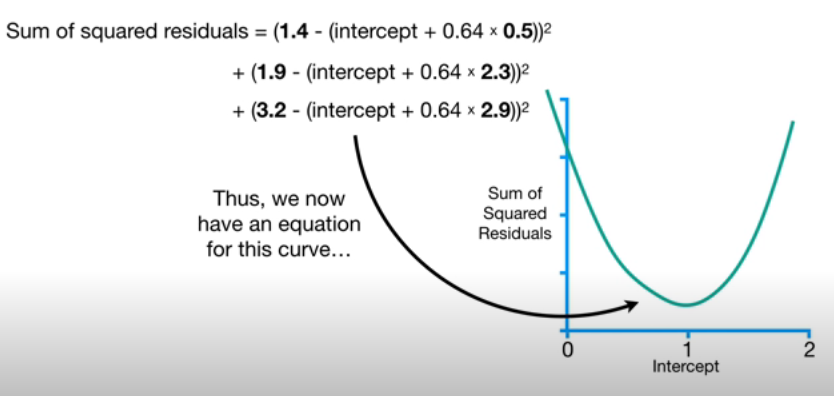 Sum of squared residuals = (1.4 - (intercept + 0.64 × 0.5))²
+ (1.9 - (intercept + 0.64 × 2.3))²
+ (3.2 - (intercept + 0.64 × 2.9))²
Thus, we now
have an equation
for this curve…
Sum of
Squared
Residuals
0
1
2
Intercept